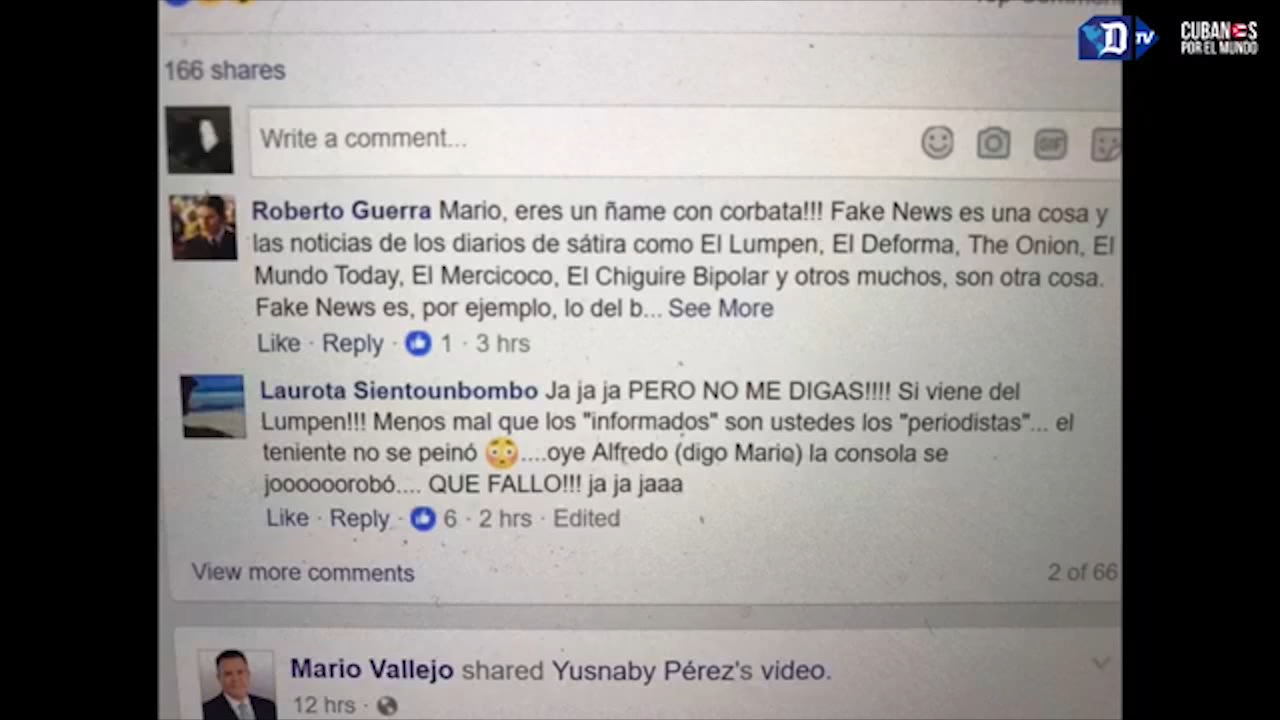 D TV
CUBANOS
POR EL MUNDO
166 shares
Write a comment...
GIF
Roberto Guerra Mario, eres un ñame con corbata!!! Fake News es una cosa y
las noticias de los diarios de sátira como El Lumpen, El Deforma, The Onion, El
Mundo Today, El Mercicoco, El Chiguire Bipolar y otros muchos, son otra cosa.
Fake News es, por ejemplo, lo del b... See More
Like · Reply · 1 · 3 hrs
Laurota Sientounbombo Ja ja ja PERO NO ME DIGAS!!!! Si viene del
Lumpen!!! Menos mal que los "informados" son ustedes los "periodistas"... el
teniente no se peinó 😳....oye Alfredo (digo Mario) la consola se
jooooooorobó.... QUE FALLO!!! ja ja jaaa
Like · Reply · 6 · 2 hrs · Edited
View more comments
2 of 66
Mario Vallejo shared Yusnaby Pérez's video.
12 hrs ·